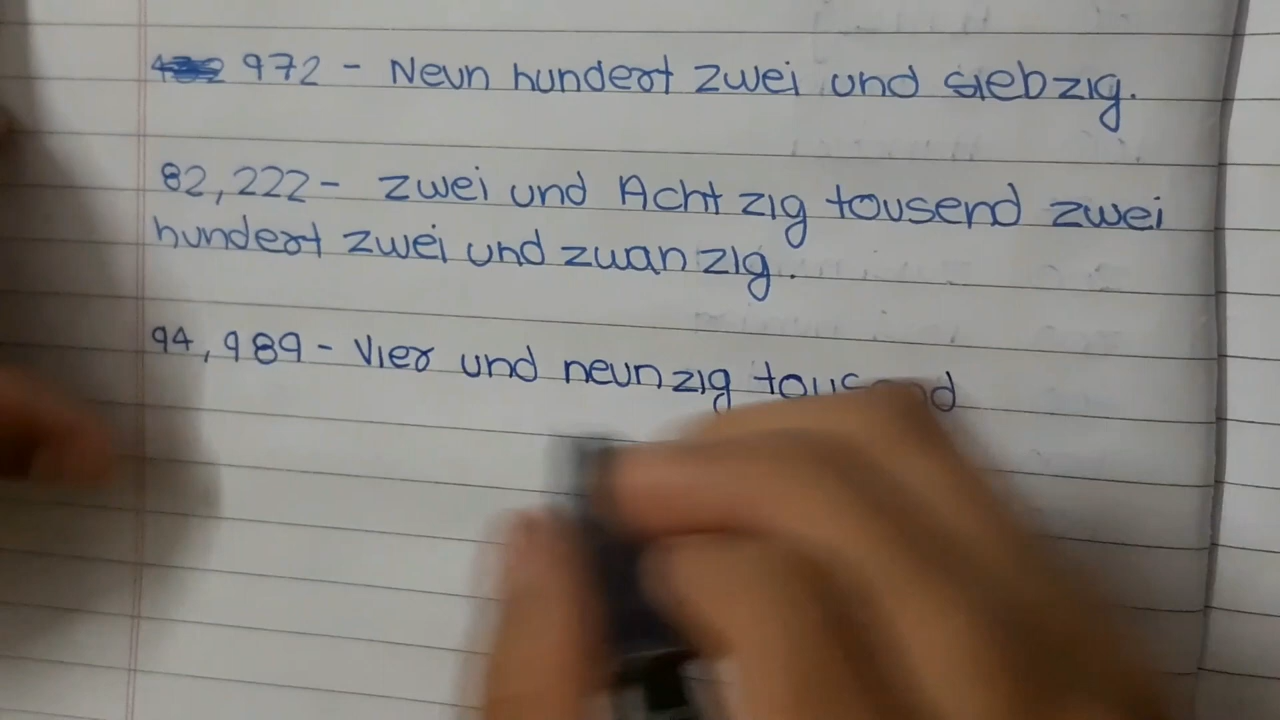 972 - Neun hundert zwei und siebzig.
82,222 - zwei und Acht zig tousend zwei
hundert zwei und zwanzig.
94,989 - Vier und neunzig tousend